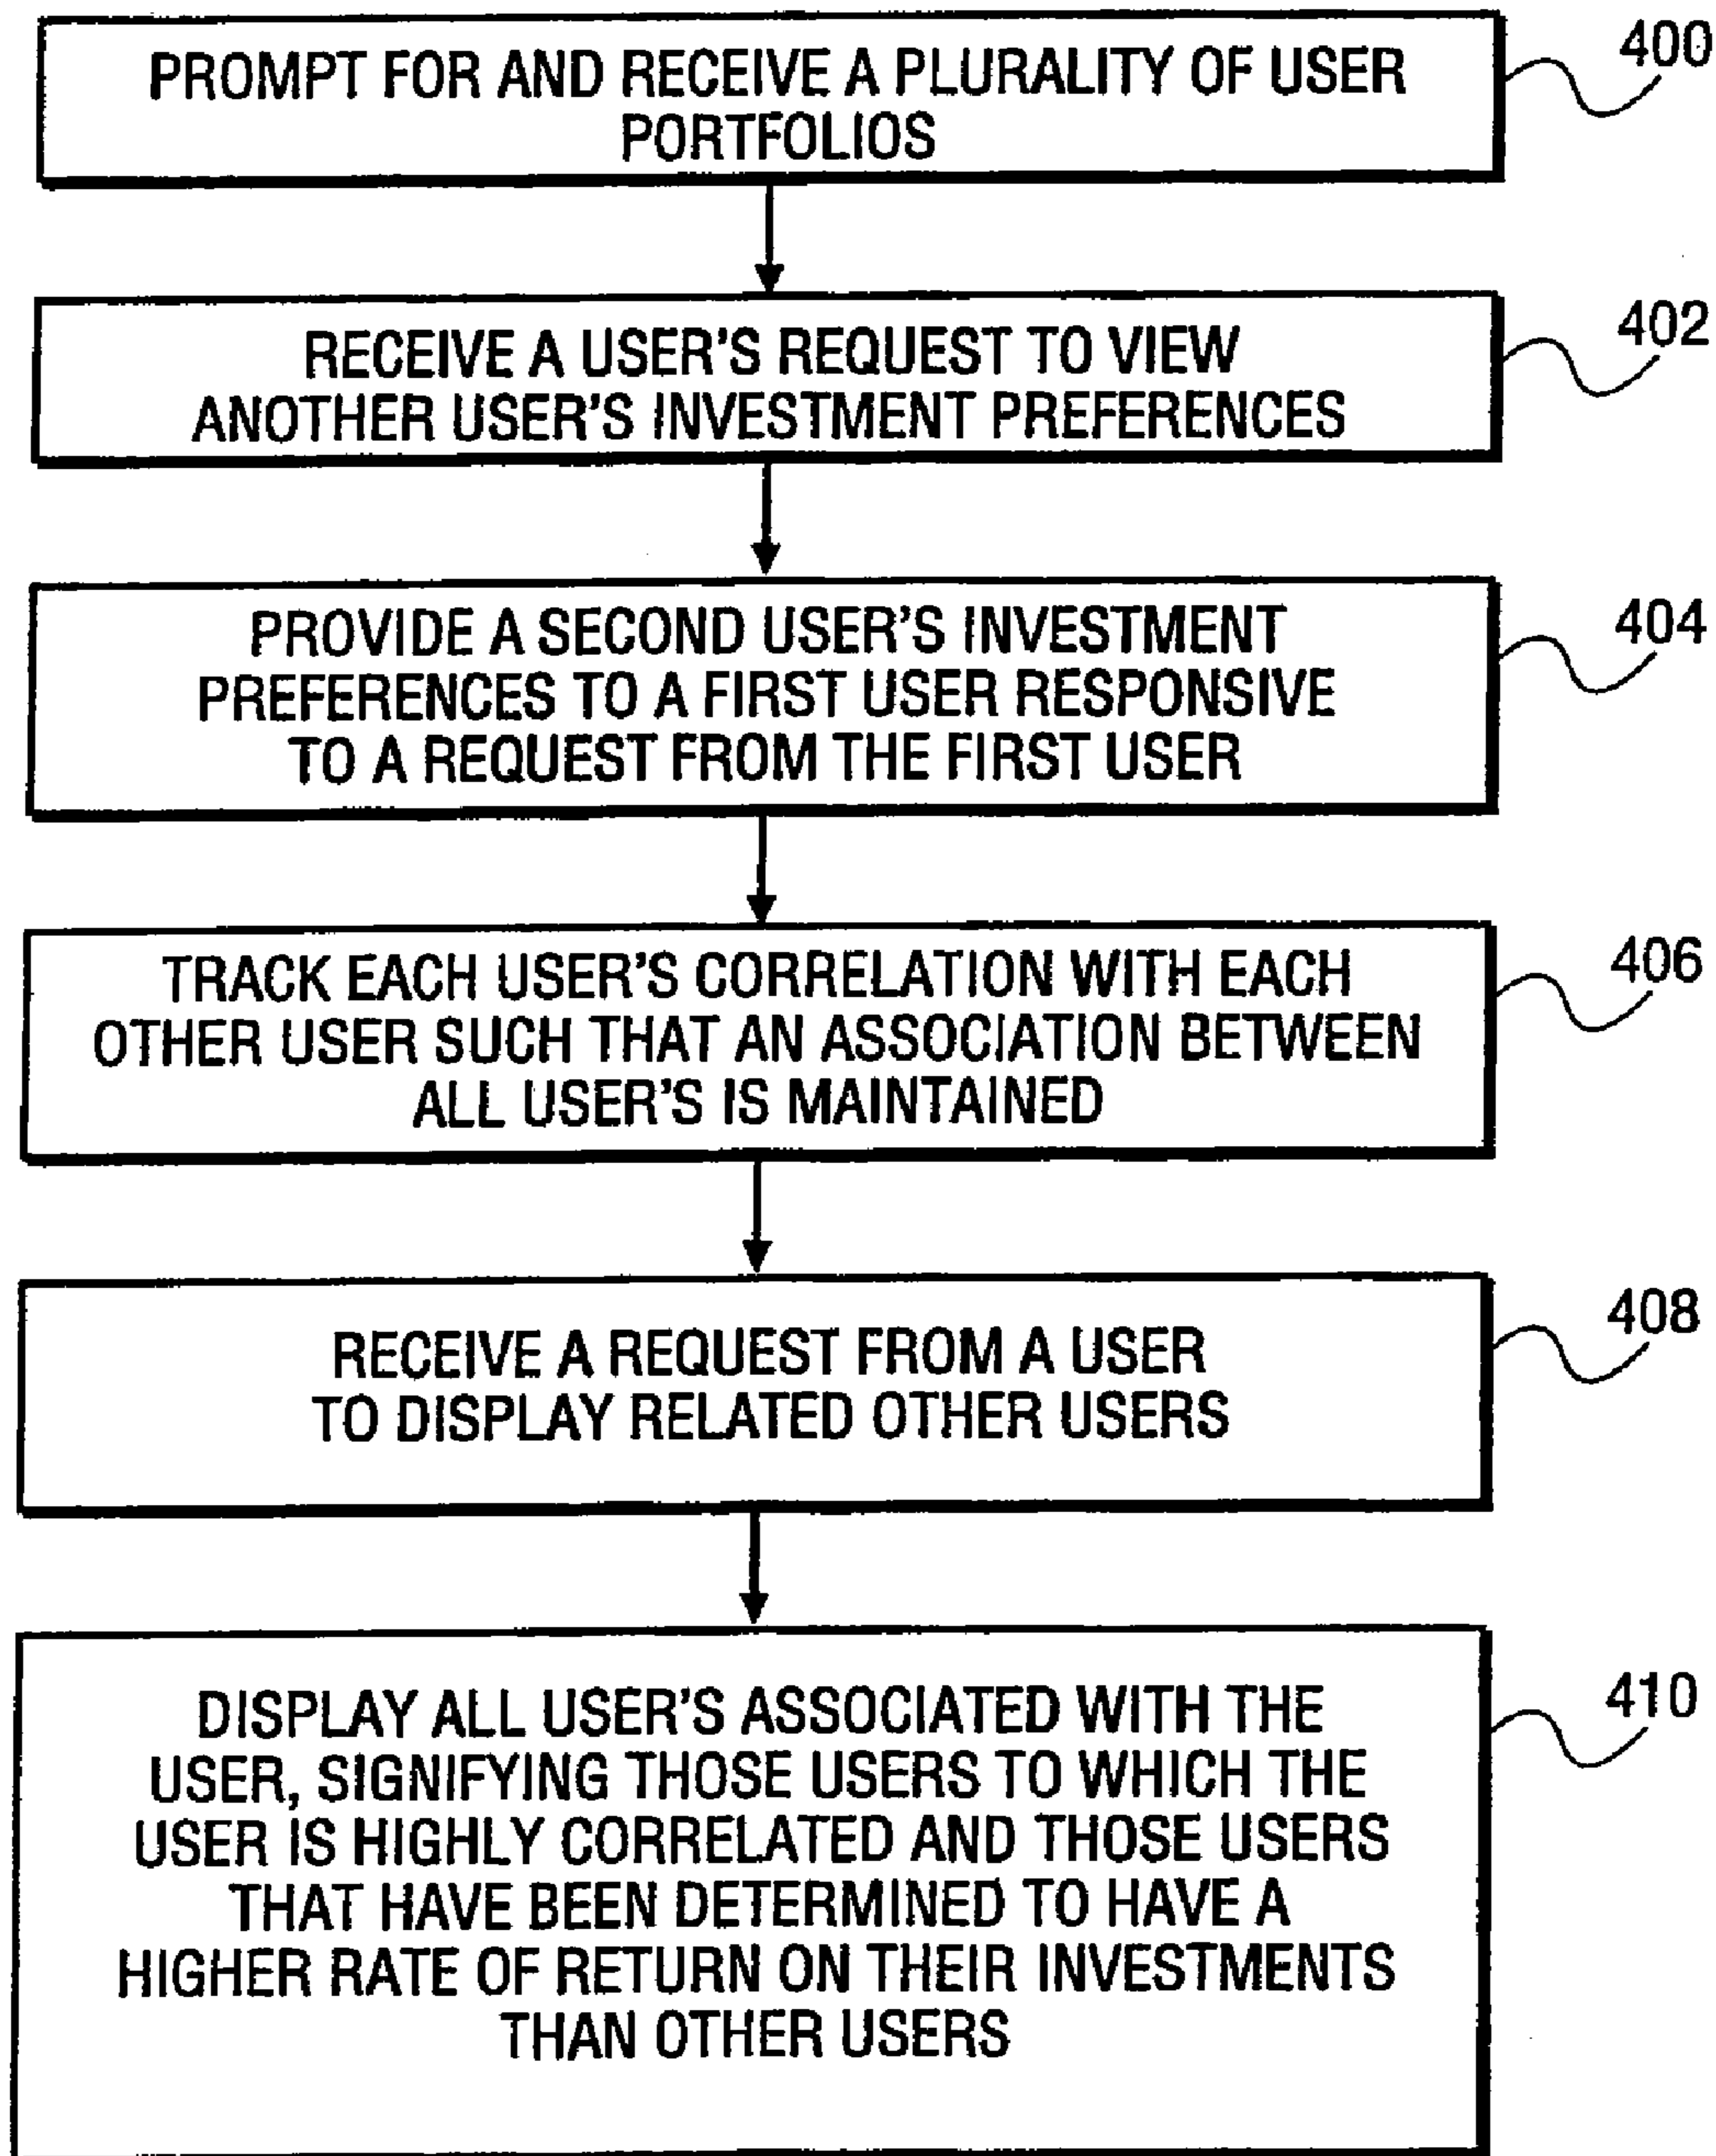 PROMPT FOR AND RECEIVE A PLURALITY OF USER
PORTFOLIOS
400
RECEIVE A USER'S REQUEST TO VIEW
ANOTHER USER'S INVESTMENT PREFERENCES
402
PROVIDE A SECOND USER'S INVESTMENT
PREFERENCES TO A FIRST USER RESPONSIVE
TO A REQUEST FROM THE FIRST USER
404
TRACK EACH USER'S CORRELATION WITH EACH
OTHER USER SUCH THAT AN ASSOCIATION BETWEEN
ALL USER'S IS MAINTAINED
406
RECEIVE A REQUEST FROM A USER
TO DISPLAY RELATED OTHER USERS
408
DISPLAY ALL USER'S ASSOCIATED WITH THE
USER, SIGNIFYING THOSE USERS TO WHICH THE
USER IS HIGHLY CORRELATED AND THOSE USERS
THAT HAVE BEEN DETERMINED TO HAVE A
HIGHER RATE OF RETURN ON THEIR INVESTMENTS
THAN OTHER USERS
410